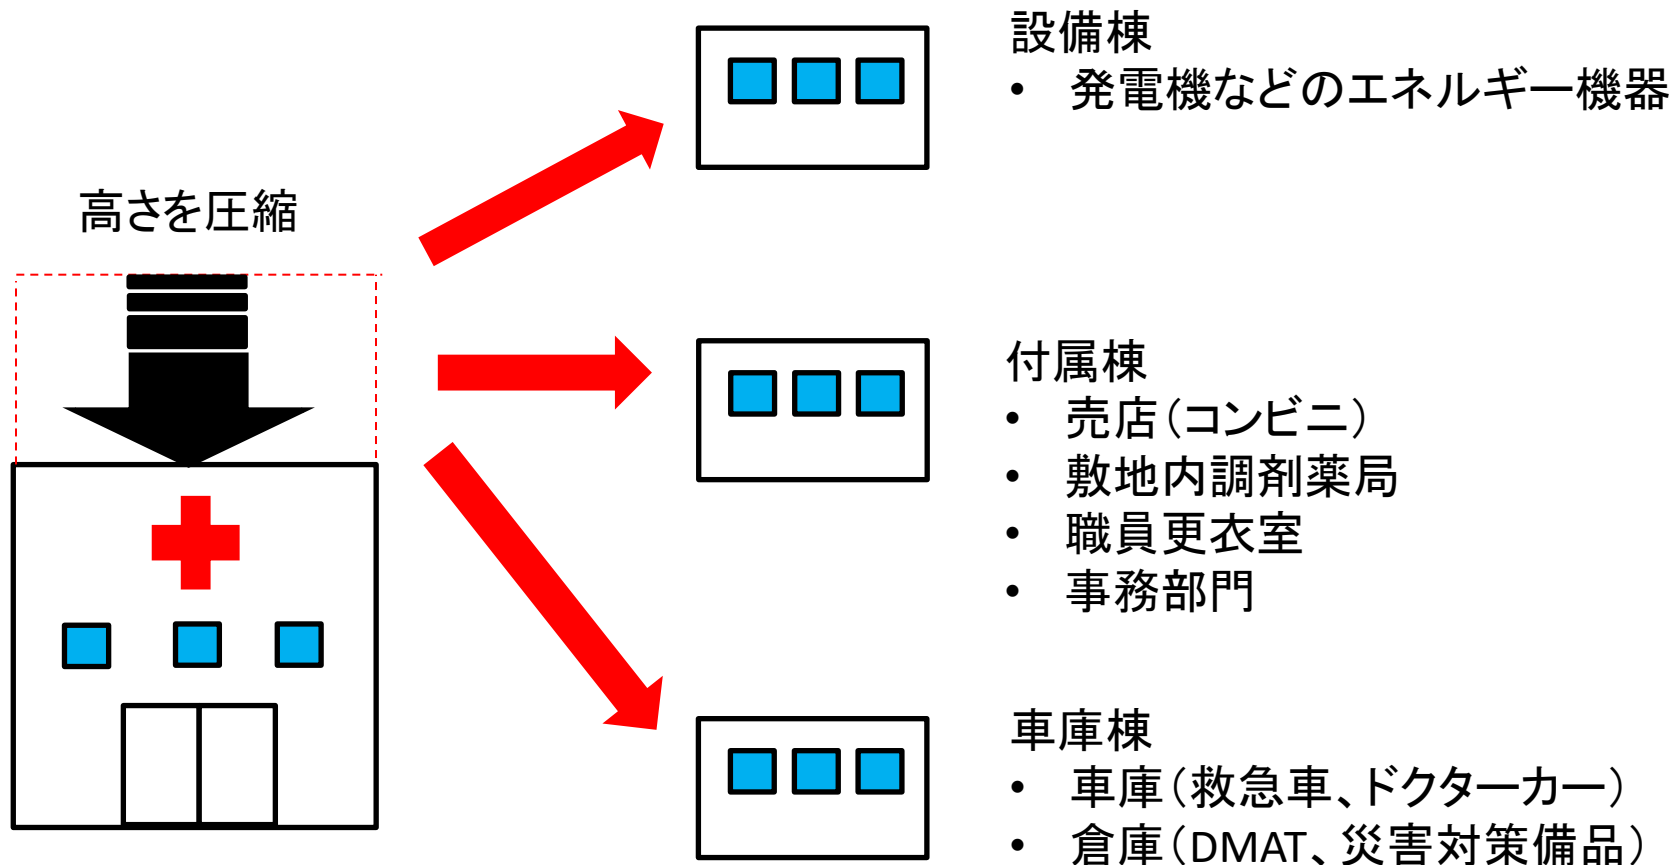 設備棟
• 発電機などのエネルギー機器
高さを圧縮
付属棟
• 売店（コンビニ）
• 敷地内調剤薬局
• 職員更衣室
• 事務部門
車庫棟
• 車庫（救急車、ドクターカー）
• 倉庫（DMAT、災害対策備品）